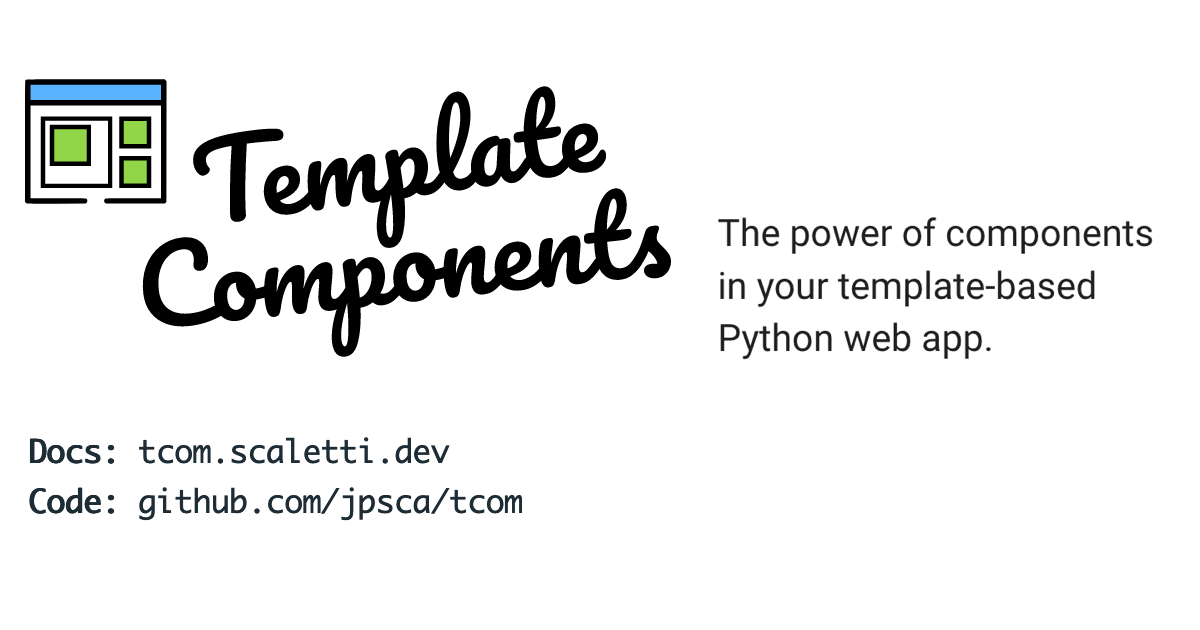 Template
Components
The power of components
in your template-based
Python web app.
Docs: tcom.scaletti.dev
Code: github.com/jpsca/tcom